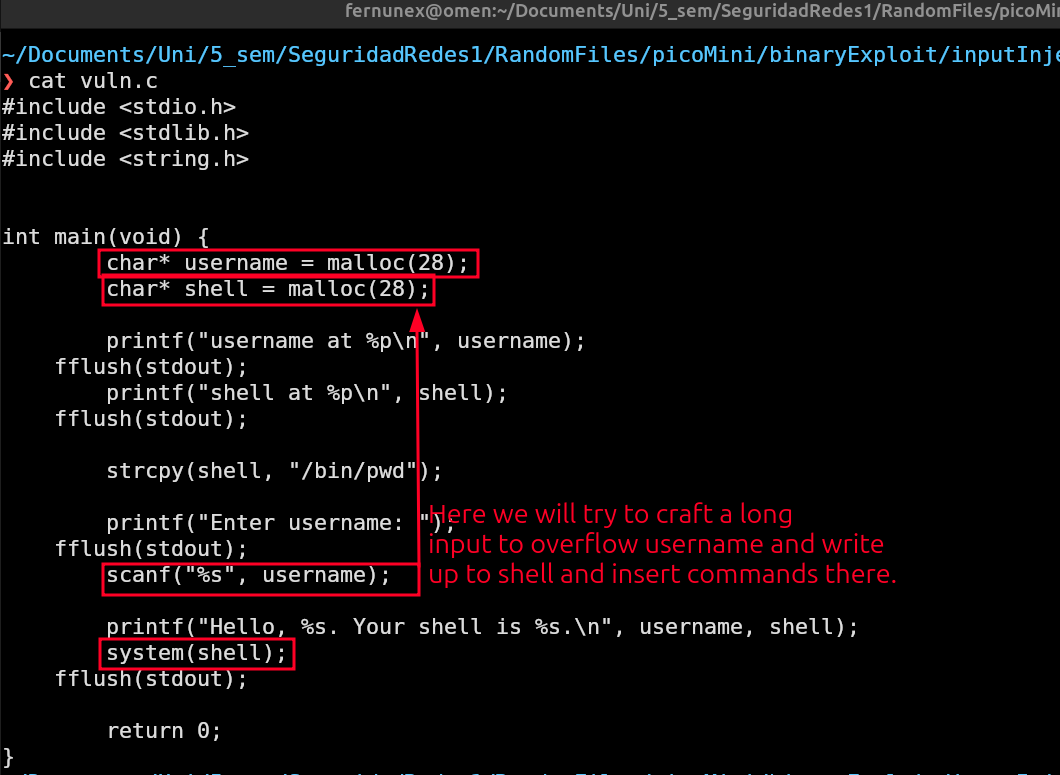 fernunex@omen:~/Documents/Uni/5_sem/SeguridadRedes1/RandomFiles/picoMi
~/Documents/Uni/5_sem/SeguridadRedes1/RandomFiles/picoMini/binaryExploit/inputInje
❯ cat vuln.c
#include <stdio.h>
#include <stdlib.h>
#include <string.h>
int main(void) {
char* username = malloc(28);
char* shell = malloc(28);
printf("username at %p\n", username);
fflush(stdout);
printf("shell at %p\n", shell);
fflush(stdout);
strcpy(shell, "/bin/pwd");
printf("Enter username: ");
fflush(stdout);
scanf("%s", username);
Here we will try to craft a long
input to overflow username and write
up to shell and insert commands there.
printf("Hello, %s. Your shell is %s.\n", username, shell);
system(shell);
fflush(stdout);
return 0;
}